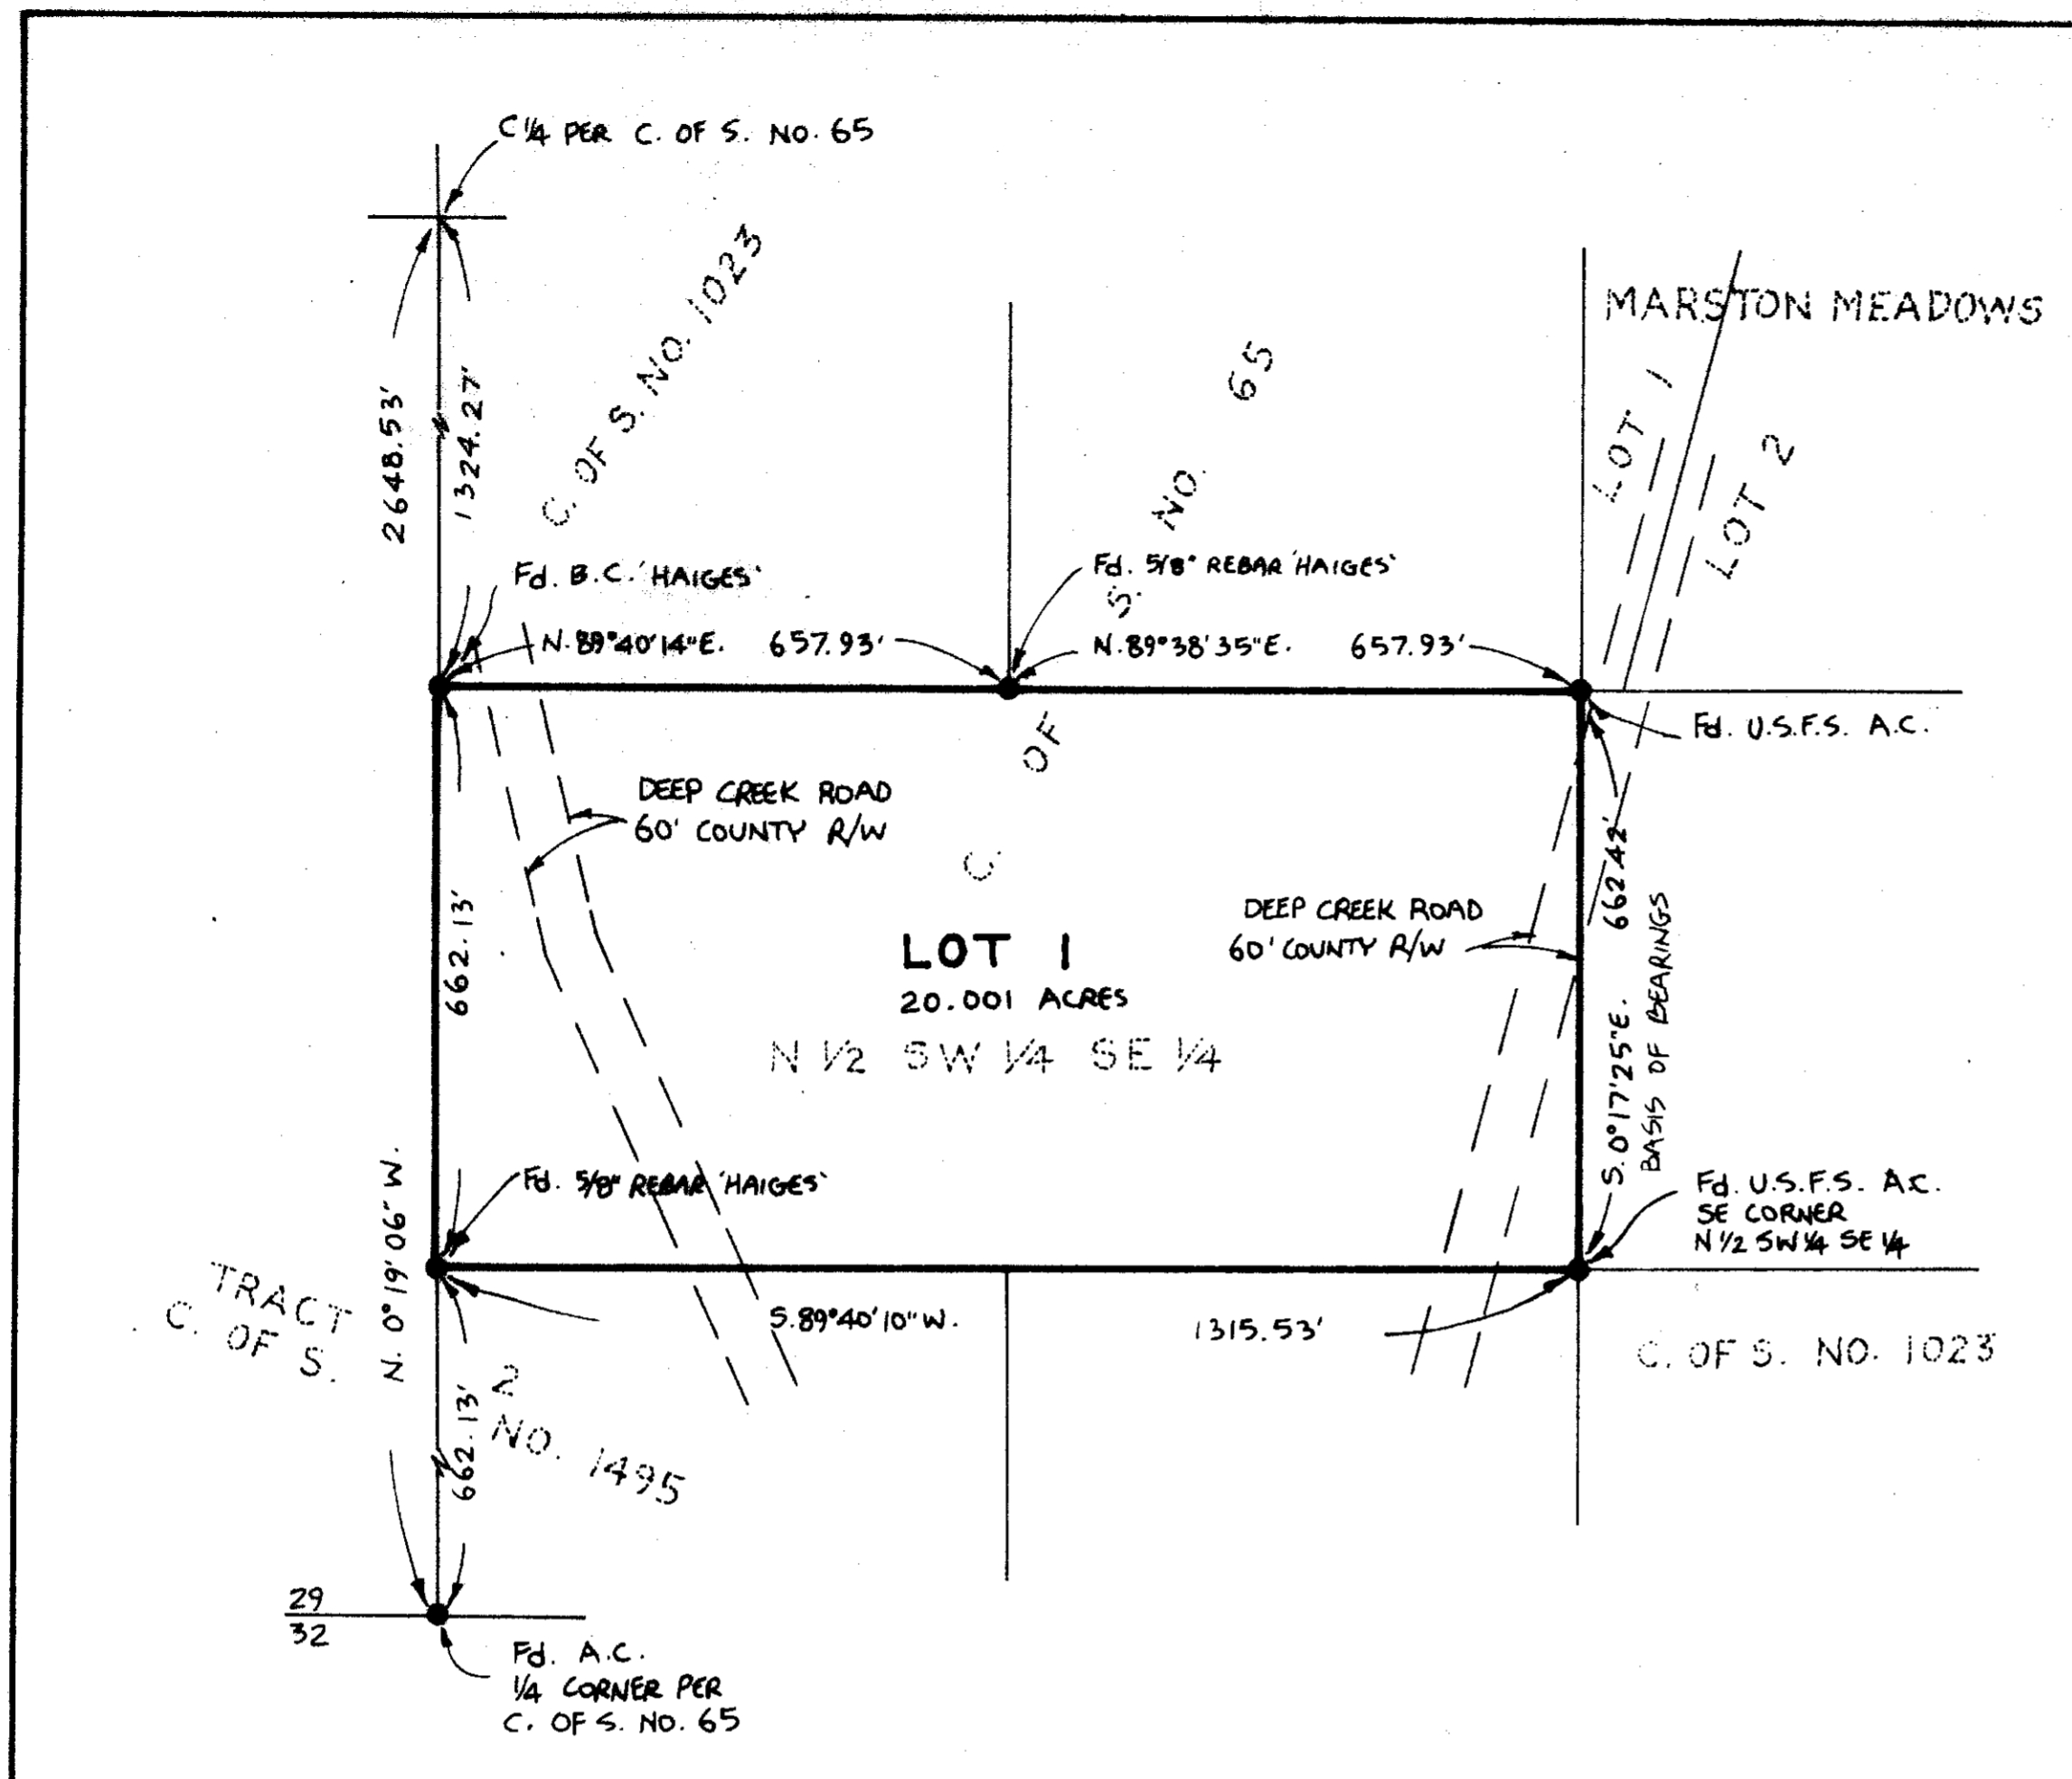 C 1/4 PER C. OF S. NO. 65
C. OF S. NO. 1023
MARSTON MEADOWS
LOT 1
LOT 2
2648.53'
1324.27'
C. OF S. NO. 65
Fd. B.C. 'HAIGES'
Fd. 5/8" REBAR 'HAIGES'
N. 89°40'14"E. 657.93'
N. 89°38'35"E. 657.93'
Fd. U.S.F.S. A.C.
DEEP CREEK ROAD
60' COUNTY R/W
662.13'
LOT 1
20.001 ACRES
N 1/2 SW 1/4 SE 1/4
DEEP CREEK ROAD
60' COUNTY R/W
S. 0°17'25"E. 662.42'
BASIS OF BEARINGS
Fd. 5/8" REBAR 'HAIGES'
Fd. U.S.F.S. A.C.
SE CORNER
N 1/2 SW 1/4 SE 1/4
N. 0°19'06" W.
S. 89°40'10" W. 1315.53'
TRACT 2
C. OF S. NO. 1495
C. OF S. NO. 1023
662.13'
29
32
Fd. A.C.
1/4 CORNER PER
C. OF S. NO. 65